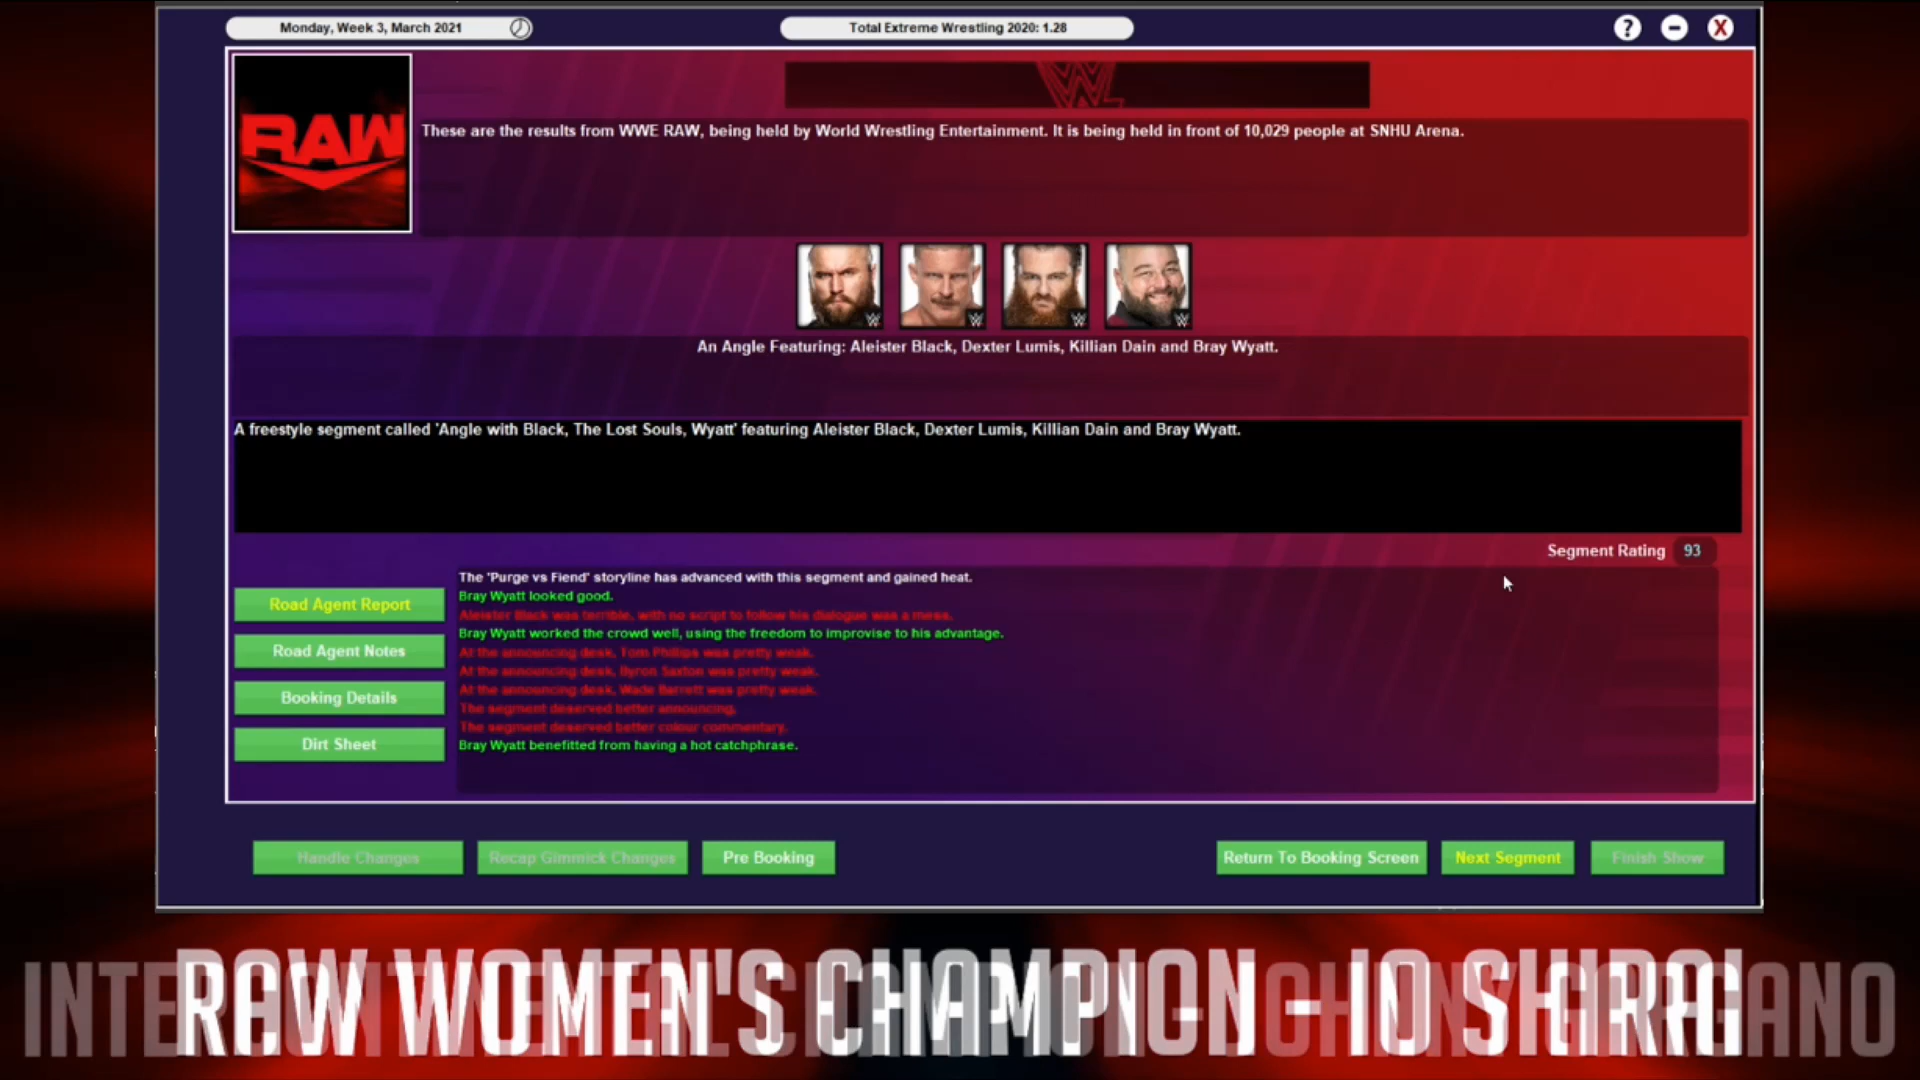 Monday, Week 3, March 2021
Total Extreme Wrestling 2020: 1.28
?
X
RAW
These are the results from WWE RAW, being held by World Wrestling Entertainment. It is being held in front of 10,029 people at SNHU Arena.
An Angle Featuring: Aleister Black, Dexter Lumis, Killian Dain and Bray Wyatt.
A freestyle segment called 'Angle with Black, The Lost Souls, Wyatt' featuring Aleister Black, Dexter Lumis, Killian Dain and Bray Wyatt.
Segment Rating 93
Road Agent Report
Road Agent Notes
Booking Details
Dirt Sheet
The 'Purge vs Fiend' storyline has advanced with this segment and gained heat.
Bray Wyatt looked good.
Aleister Black was terrible, with no script to follow his dialogue was a mess.
Bray Wyatt worked the crowd well, using the freedom to improvise to his advantage.
At the announcing desk, Tom Phillips was pretty weak.
At the announcing desk, Byron Saxton was pretty weak.
At the announcing desk, Wade Barrett was pretty weak.
The segment deserved better announcing.
The segment deserved better colour commentary.
Bray Wyatt benefitted from having a hot catchphrase.
Handle Changes
Recap Gimmick Changes
Pre Booking
Return To Booking Screen
Next Segment
Finish Show
RAW WOMEN'S CHAMPION - IO SHIRAI